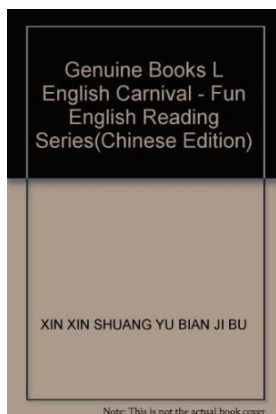 Genuine Books L
English Carnival - Fun
English Reading
Series(Chinese Edition)
XIN XIN SHUANG YU BIAN JI BU
Note: This is not the actual book cover